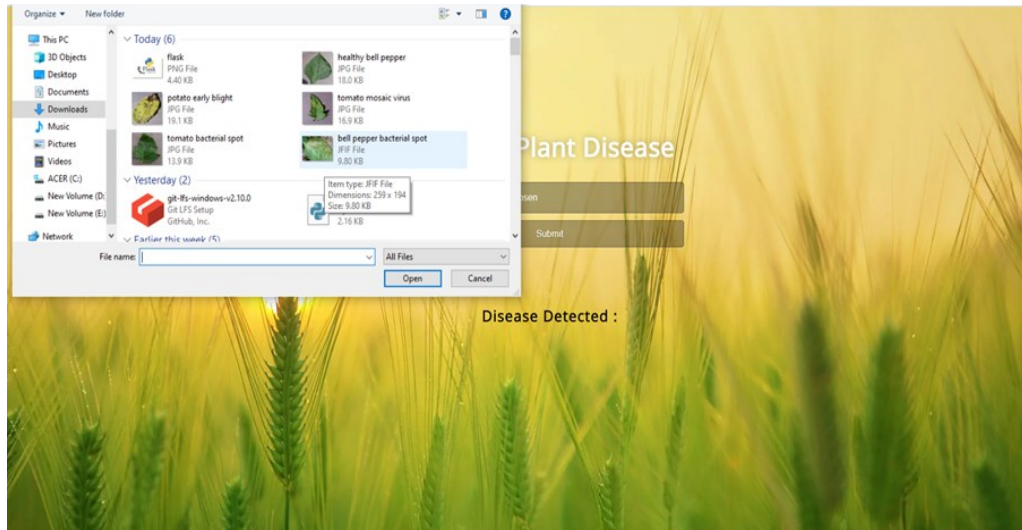 Organize
New folder
This PC
3D Objects
Desktop
Documents
Downloads
Music
Pictures
Videos
ACER (C:)
New Volume (D:
New Volume (E:)
Network
Today (6)
flask
PNG File
4.40 KB
healthy bell pepper
JPG File
18.0 KB
potato early blight
JPG File
19.1 KB
tomato mosaic virus
JPG File
16.9 KB
tomato bacterial spot
JPG File
13.9 KB
bell pepper bacterial spot
JFIF File
9.80 KB
Yesterday (2)
git-lfs-windows-v2.10.0
Git LFS Setup
GitHub, Inc.
2.16 KB
Item type: JFIF File
Dimensions: 259 x 194
Size: 9.80 KB
Earlier this week (5)
File name:
All Files
Open
Cancel
Plant Disease
osen
Submit
Disease Detected :